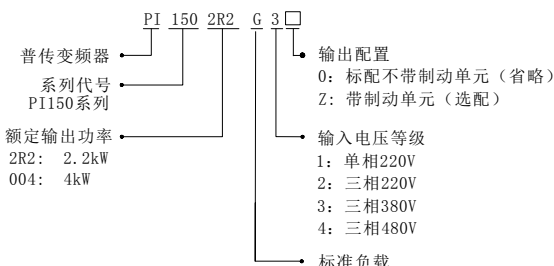 PI 150 2R2 G 3□
普传变频器
系列代号
PI150系列
额定输出功率
2R2: 2.2kW
004: 4kW
输出配置
0: 标配不带制动单元（省略）
Z: 带制动单元（选配）
输入电压等级
1: 单相220V
2: 三相220V
3: 三相380V
4: 三相480V
标准负载